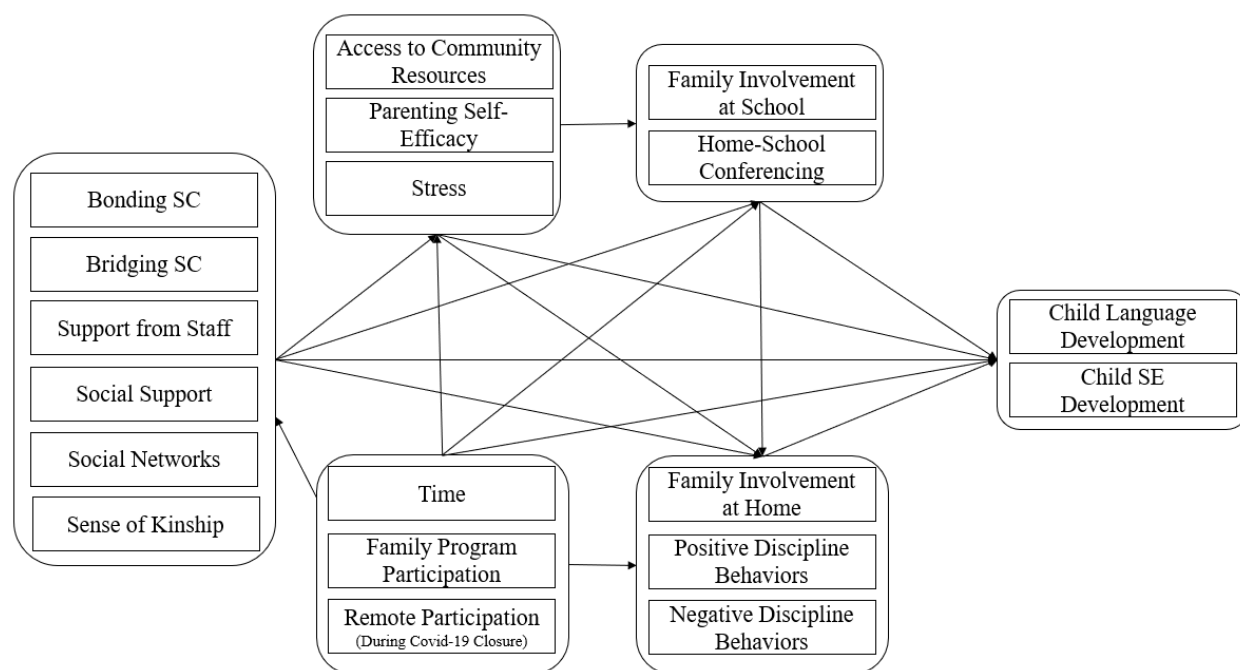 Bonding SC
Bridging SC
Support from Staff
Social Support
Social Networks
Sense of Kinship
Access to Community
Resources
Parenting Self-
Efficacy
Stress
Time
Family Program
Participation
Remote Participation
(During Covid-19 Closure)
Family Involvement
at School
Home-School
Conferencing
Family Involvement
at Home
Positive Discipline
Behaviors
Negative Discipline
Behaviors
Child Language
Development
Child SE
Development